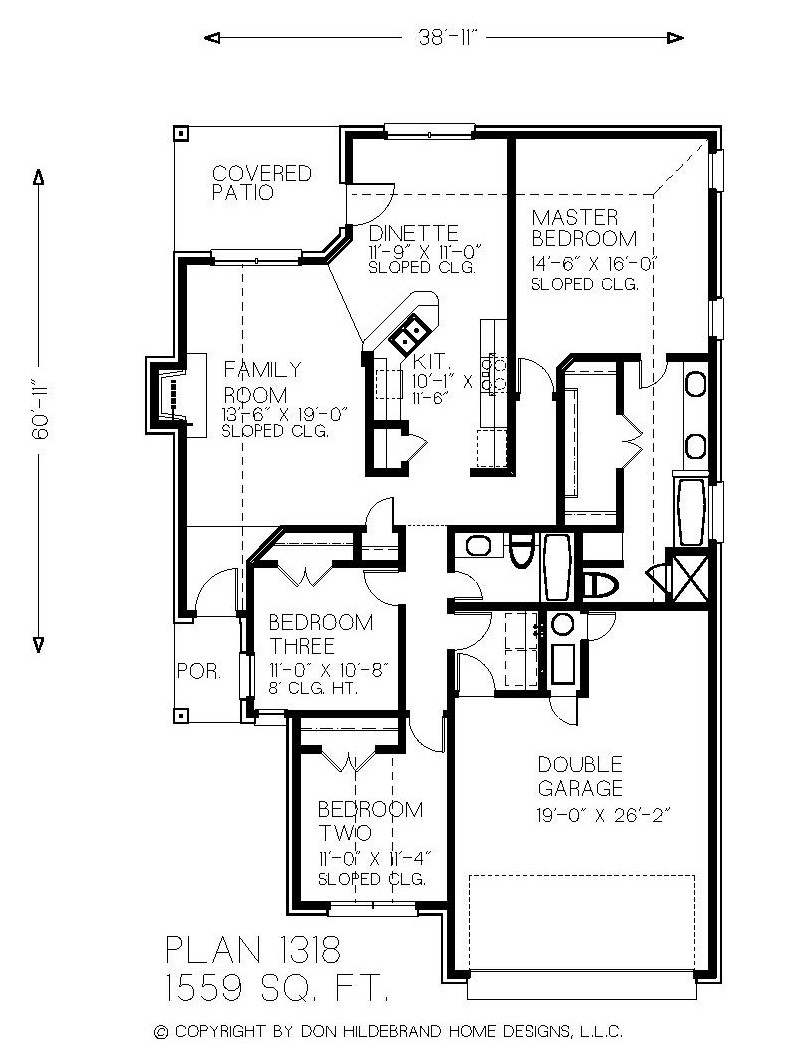 38'-11"
COVERED
PATIO
DINETTE
11'-9" X 11'-0"
SLOPED CLG.
MASTER
BEDROOM
14'-6" X 16'-0"
SLOPED CLG.
60'-11"
FAMILY
ROOM
13'-6" X 19'-0"
SLOPED CLG.
KIT.
10'-1" X
11'-6"
BEDROOM
THREE
11'-0" X 10'-8"
8' CLG. HT.
POR.
DOUBLE
GARAGE
19'-0" X 26'-2"
BEDROOM
TWO
11'-0" X 11'-4"
SLOPED CLG.
PLAN 1318
1559 SQ. FT.
© COPYRIGHT BY DON HILDEBRAND HOME DESIGNS, L.L.C.